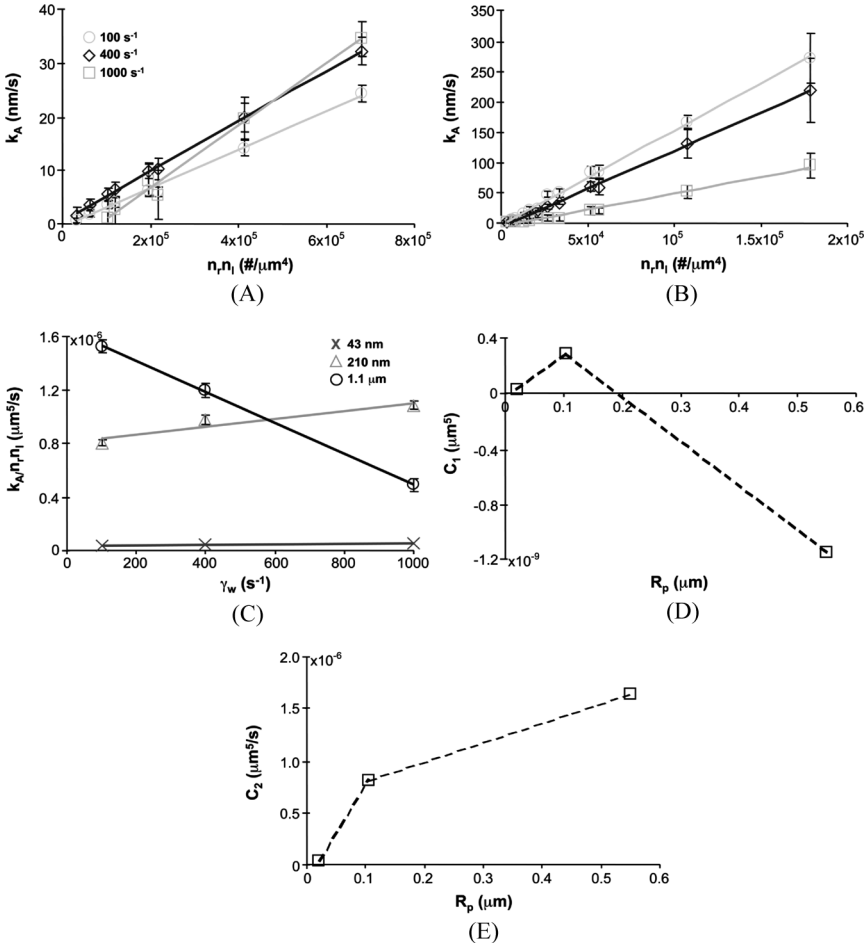 40
30
20
10
0
k_A (nm/s)
100 s⁻¹
400 s⁻¹
1000 s⁻¹
0 2x10⁵ 4x10⁵ 6x10⁵ 8x10⁵
n_r n_l (#/μm⁴)
(A)
350
300
250
200
150
100
50
0
k_A (nm/s)
0 5x10⁴ 1x10⁵ 1.5x10⁵ 2x10⁵
n_r n_l (#/μm⁴)
(B)
x10⁻⁶
1.6
1.2
0.8
0.4
0
k_A/n_r n_l (μm⁵/s)
43 nm
210 nm
1.1 μm
0 200 400 600 800 1000
γ_w (s⁻¹)
(C)
0.4
0
-0.4
-0.8
-1.2
x10⁻⁹
C₁ (μm⁵)
0 0.1 0.2 0.3 0.4 0.5 0.6
R_p (μm)
(D)
2.0
x10⁻⁶
1.5
1.0
0.5
0
C₂ (μm⁵/s)
0 0.1 0.2 0.3 0.4 0.5 0.6
R_p (μm)
(E)